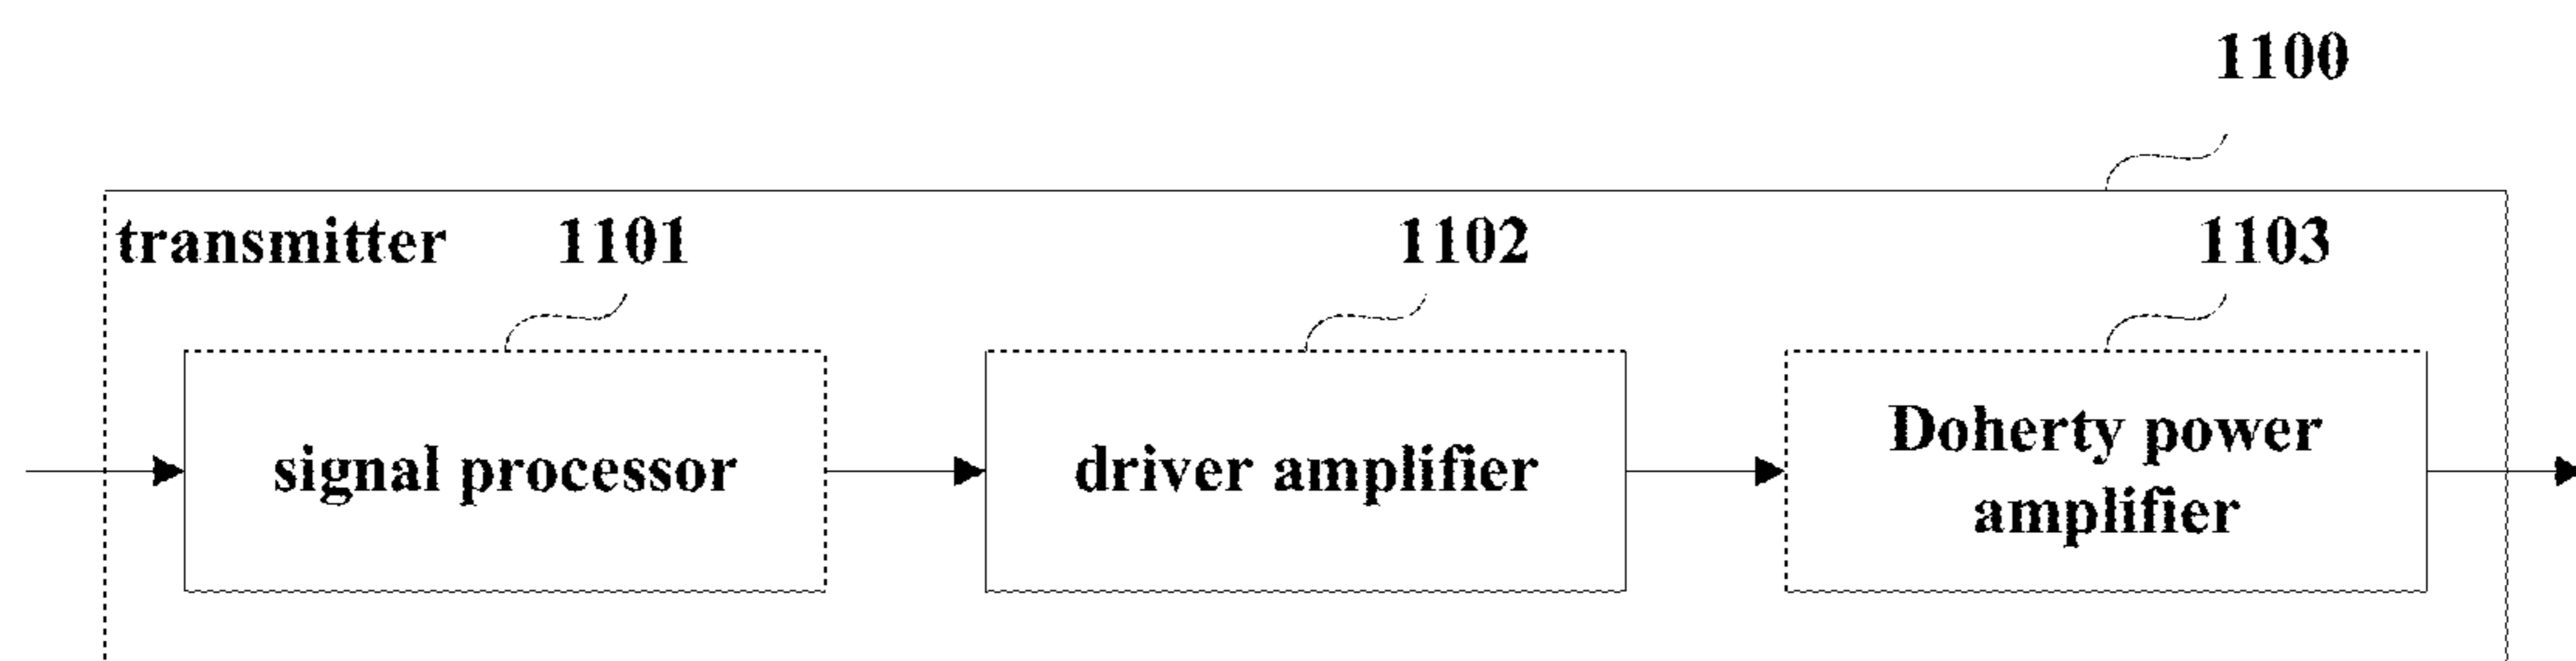 1100
transmitter 1101 1102 1103
signal processor
driver amplifier
Doherty power
amplifier